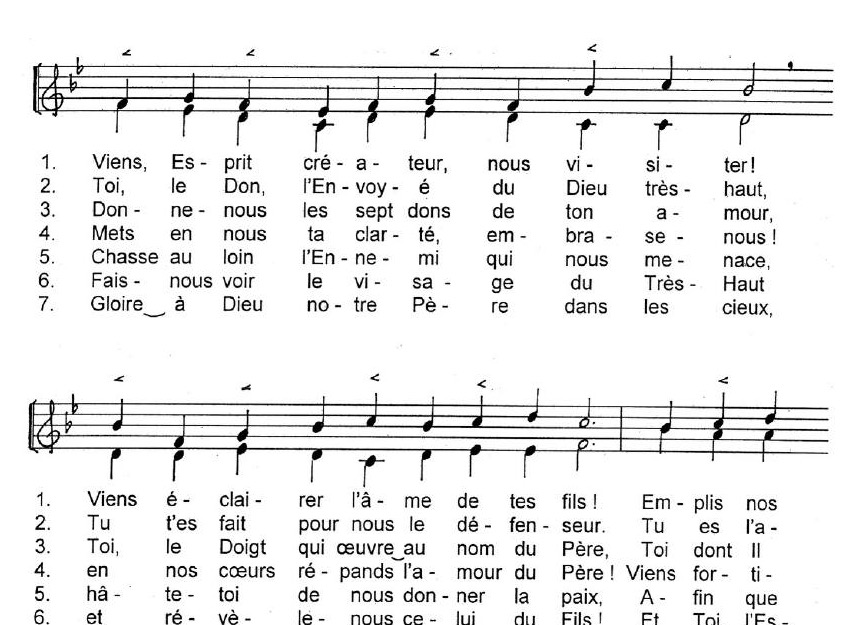 1. Viens, Es - prit cré - a - teur, nous vi - si - ter!
2. Toi, le Don, l'En - voy - é du Dieu très - haut,
3. Don - ne - nous les sept dons de ton a - mour,
4. Mets en nous ta clar - té, em - bra - se - nous !
5. Chasse au loin l'En - ne - mi qui nous me - nace,
6. Fais - nous voir le vi - sa - ge du Très - Haut
7. Gloire‿ à Dieu no - tre Pè - re dans les cieux,
1. Viens é - clai - rer l'â - me de tes fils ! Em - plis nos
2. Tu t'es fait pour nous le dé - fen - seur. Tu es l'a -
3. Toi, le Doigt qui œuvre‿au nom du Père, Toi dont Il
4. en nos cœurs ré - pands l'a - mour du Père ! Viens for - ti -
5. hâ - te - toi de nous don - ner la paix, A - fin que
6. et ré - vè - le - nous ce - lui du Fils ! Et Toi l'Es -